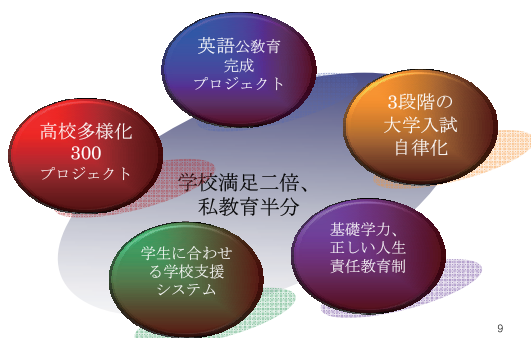 英語公教育
完成
プロジェクト
3段階の
大学入試
自律化
高校多様化
300
プロジェクト
学校満足二倍、
私教育半分
基礎学力、
正しい人生
責任教育制
学生に合わせ
る学校支援
システム
9